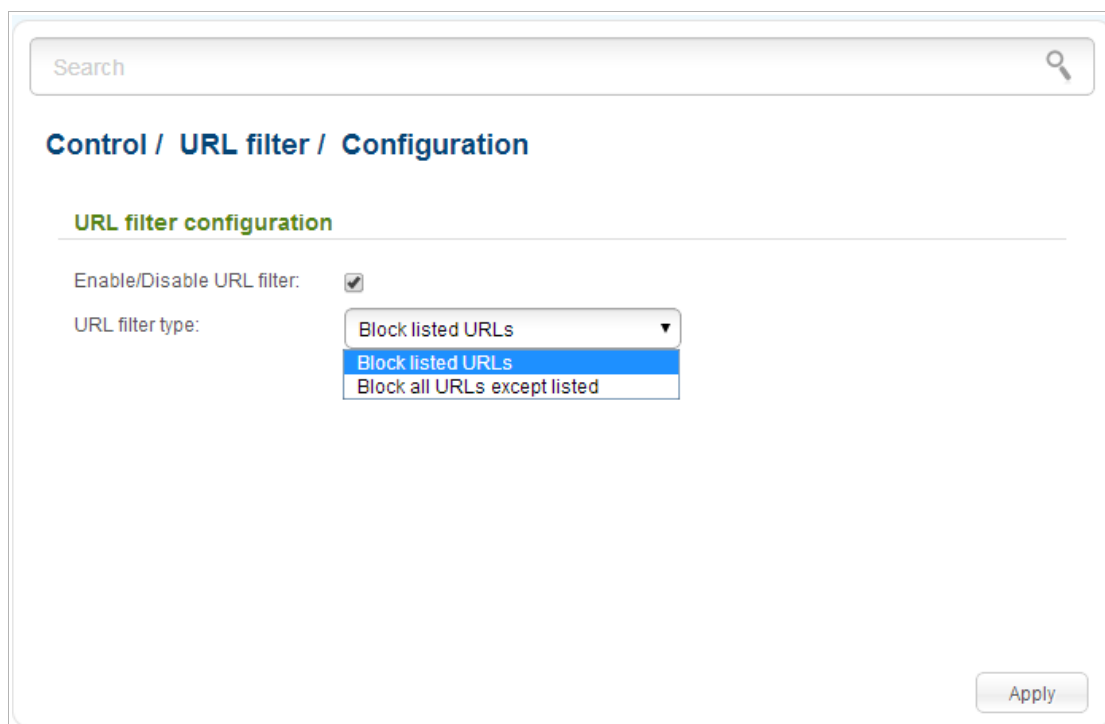 Search
Control / URL filter / Configuration
URL filter configuration
Enable/Disable URL filter:
URL filter type:
Block listed URLs
Block listed URLs
Block all URLs except listed
Apply